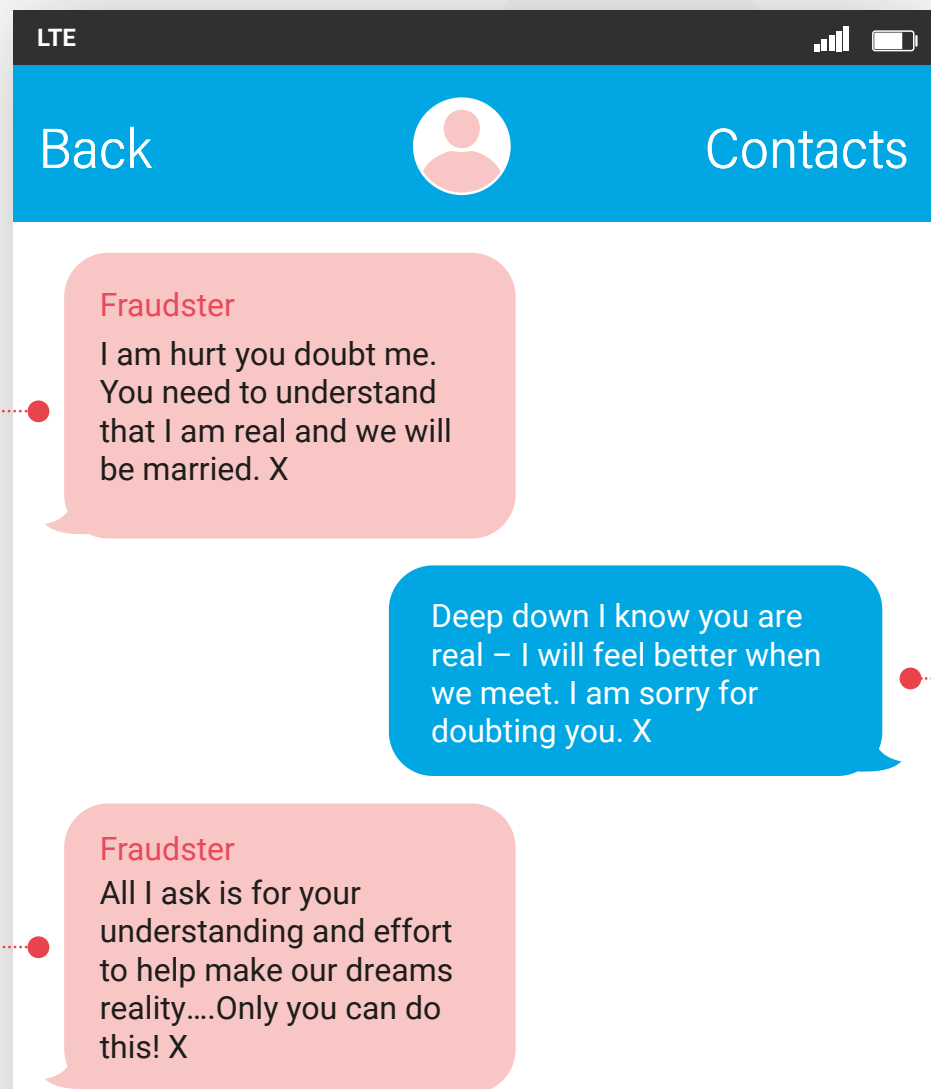 LTE
Back
Contacts
Fraudster
I am hurt you doubt me.
You need to understand
that I am real and we will
be married. X
Deep down I know you are
real – I will feel better when
we meet. I am sorry for
doubting you. X
Fraudster
All I ask is for your
understanding and effort
to help make our dreams
reality....Only you can do
this! X